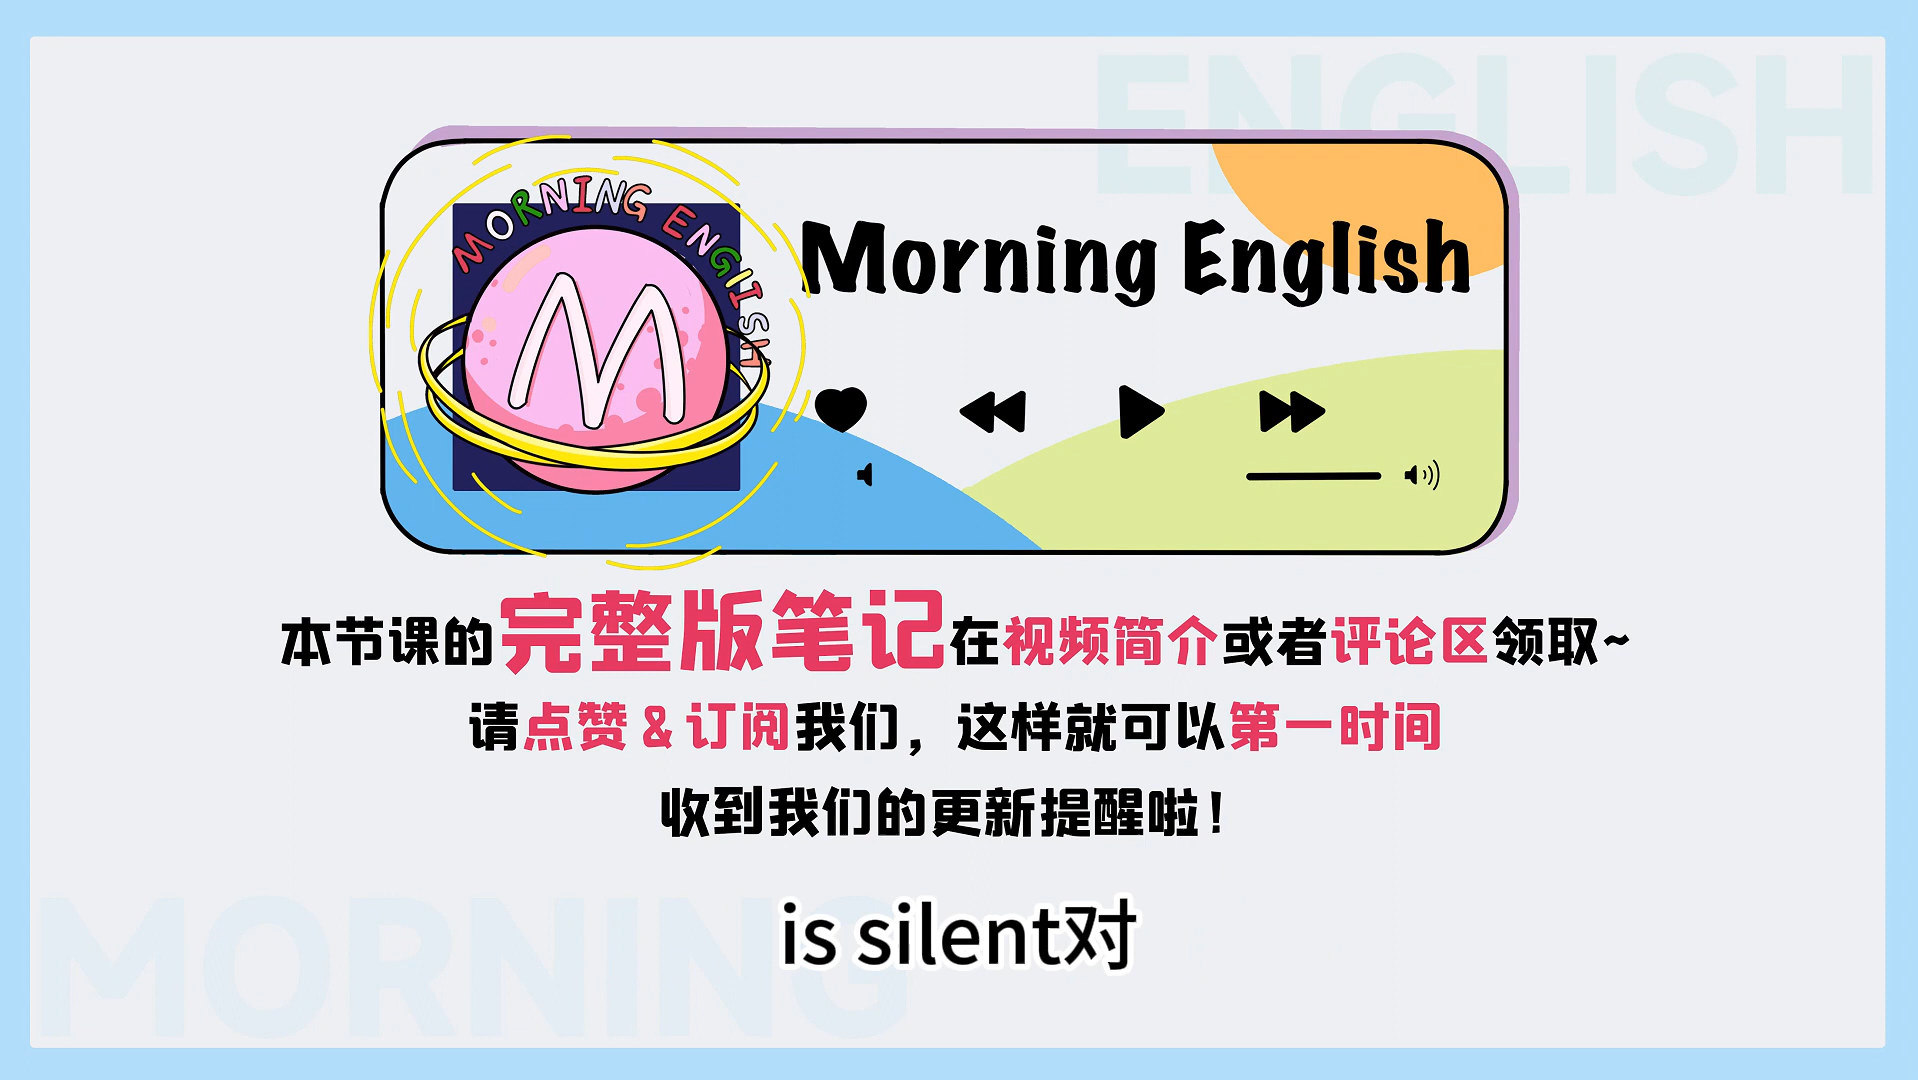 ENGLISH
MORNING ENGLISH
M
Morning English
本节课的完整版笔记在视频简介或者评论区领取~
请点赞&订阅我们，这样就可以第一时间
收到我们的更新提醒啦！
is silent对
MORNING